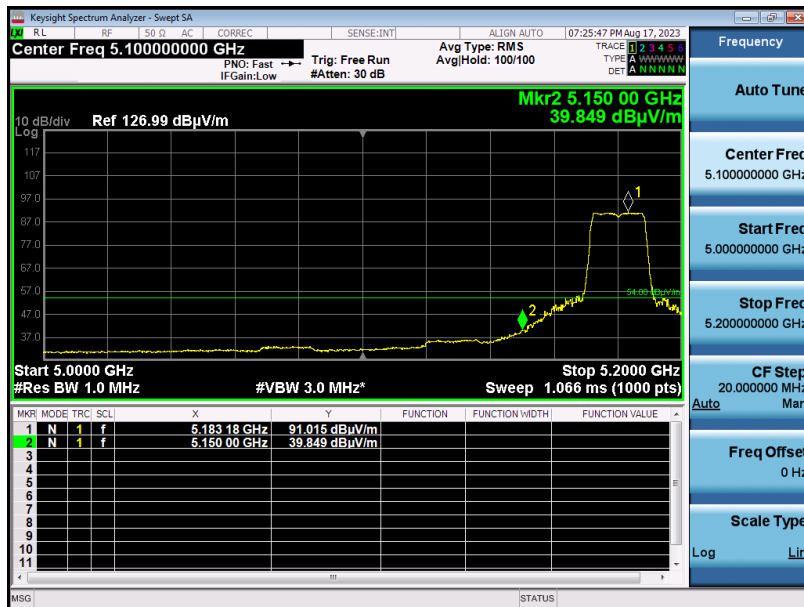 Keysight Spectrum Analyzer - Swept SA
LXI RL RF 50 Ω AC CORREC SENSE:INT ALIGN AUTO 07:25:47 PM Aug 17, 2023
Center Freq 5.100000000 GHz
PNO: Fast
IFGain:Low
Trig: Free Run
#Atten: 30 dB
Avg Type: RMS
Avg|Hold: 100/100
TRACE 1 2 3 4 5 6
TYPE A WWWWW
DET A N N N N N
Mkr2 5.150 00 GHz
39.849 dBµV/m
10 dB/div Ref 126.99 dBµV/m
Log
117
107
97.0
87.0
77.0
67.0
57.0
47.0
37.0
1
2
54.00 dBµV/m
Start 5.0000 GHz Stop 5.2000 GHz
#Res BW 1.0 MHz #VBW 3.0 MHz* Sweep 1.066 ms (1000 pts)
MKR MODE TRC SCL X Y FUNCTION FUNCTION WIDTH FUNCTION VALUE
1 N 1 f 5.183 18 GHz 91.015 dBµV/m
2 N 1 f 5.150 00 GHz 39.849 dBµV/m
3
4
5
6
7
8
9
10
11
MSG STATUS
Frequency
Auto Tune
Center Freq
5.100000000 GHz
Start Freq
5.000000000 GHz
Stop Freq
5.200000000 GHz
CF Step
20.000000 MHz
Auto Man
Freq Offset
0 Hz
Scale Type
Log Lin